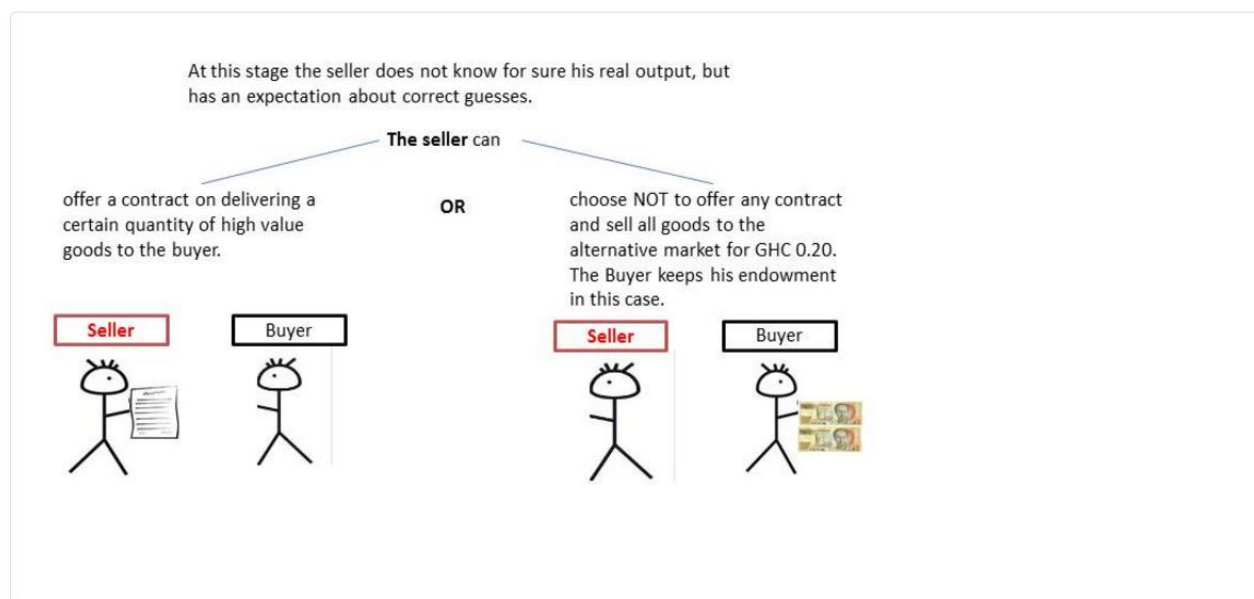 At this stage the seller does not know for sure his real output, but
has an expectation about correct guesses.
The seller can
offer a contract on delivering a
certain quantity of high value
goods to the buyer.
OR
choose NOT to offer any contract
and sell all goods to the
alternative market for GHC 0.20.
The Buyer keeps his endowment
in this case.
Seller
Buyer
Seller
Buyer